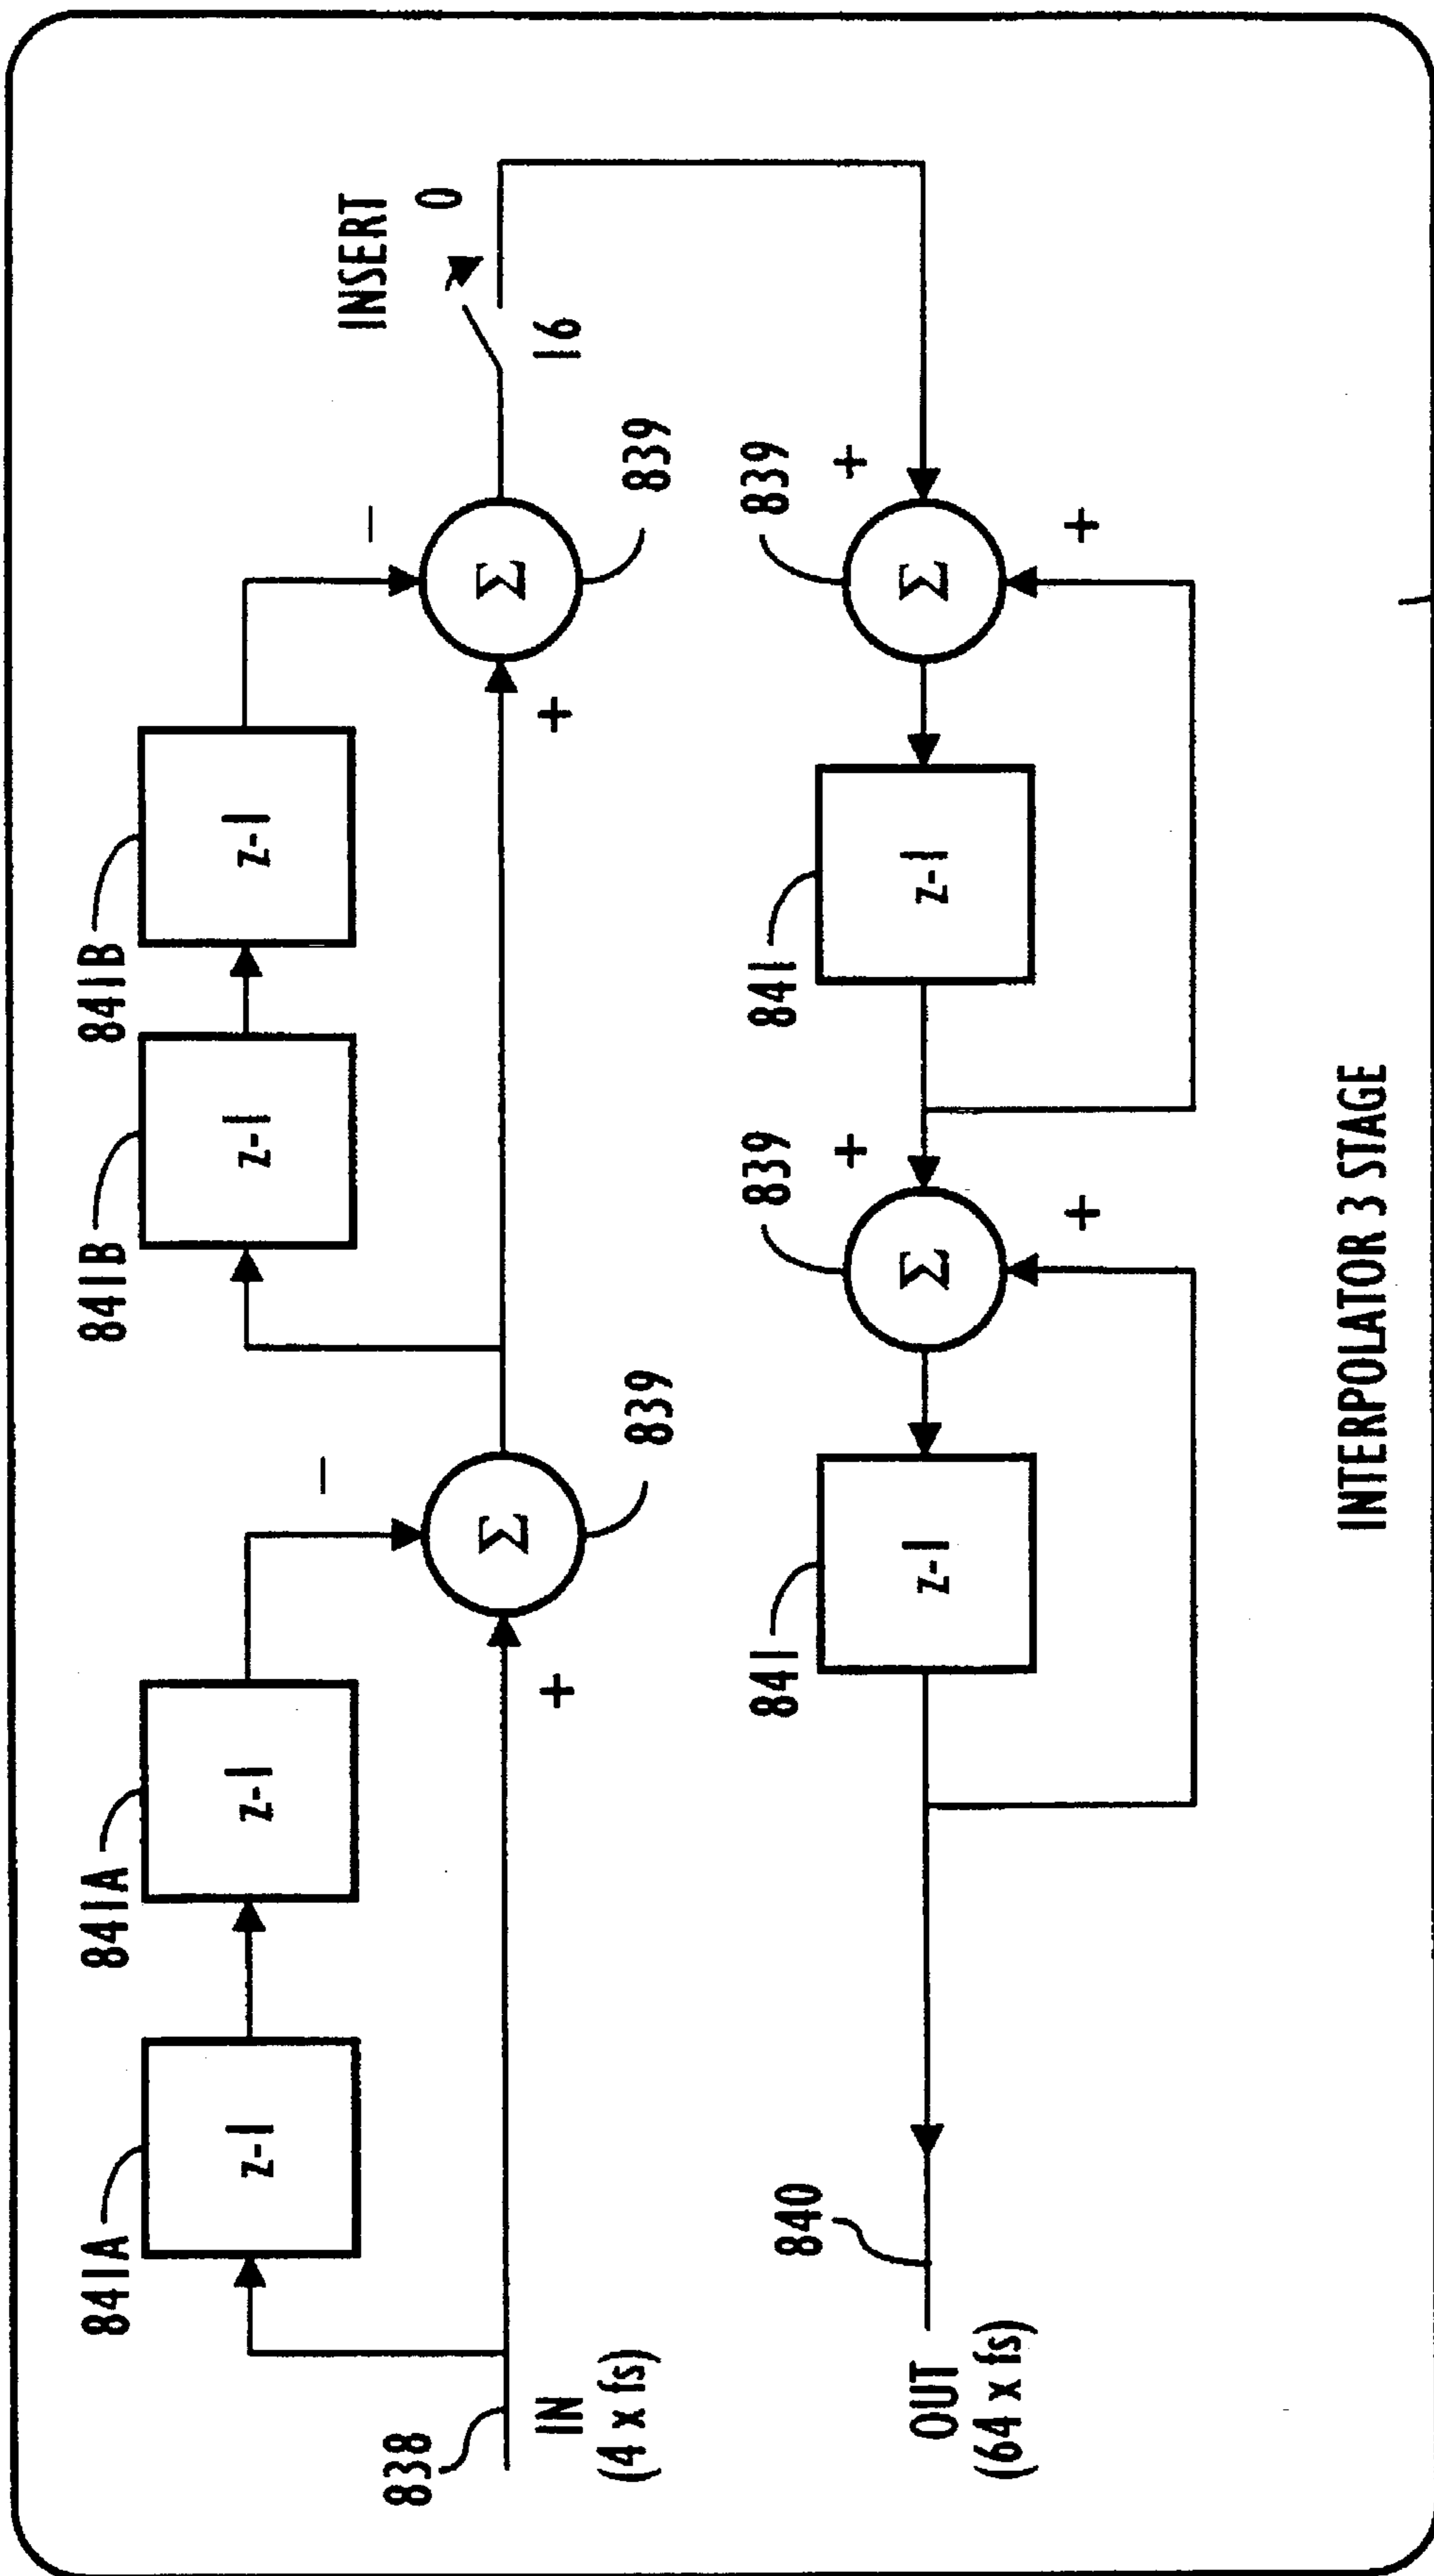 841A
841A
841B
841B
z-1
z-1
z-1
z-1
INSERT
0
16
-
-
Σ
Σ
+
+
839
839
838
IN
(4 x fs)
839
839
+
+
Σ
Σ
+
+
841
841
z-1
z-1
840
OUT
(64 x fs)
INTERPOLATOR 3 STAGE